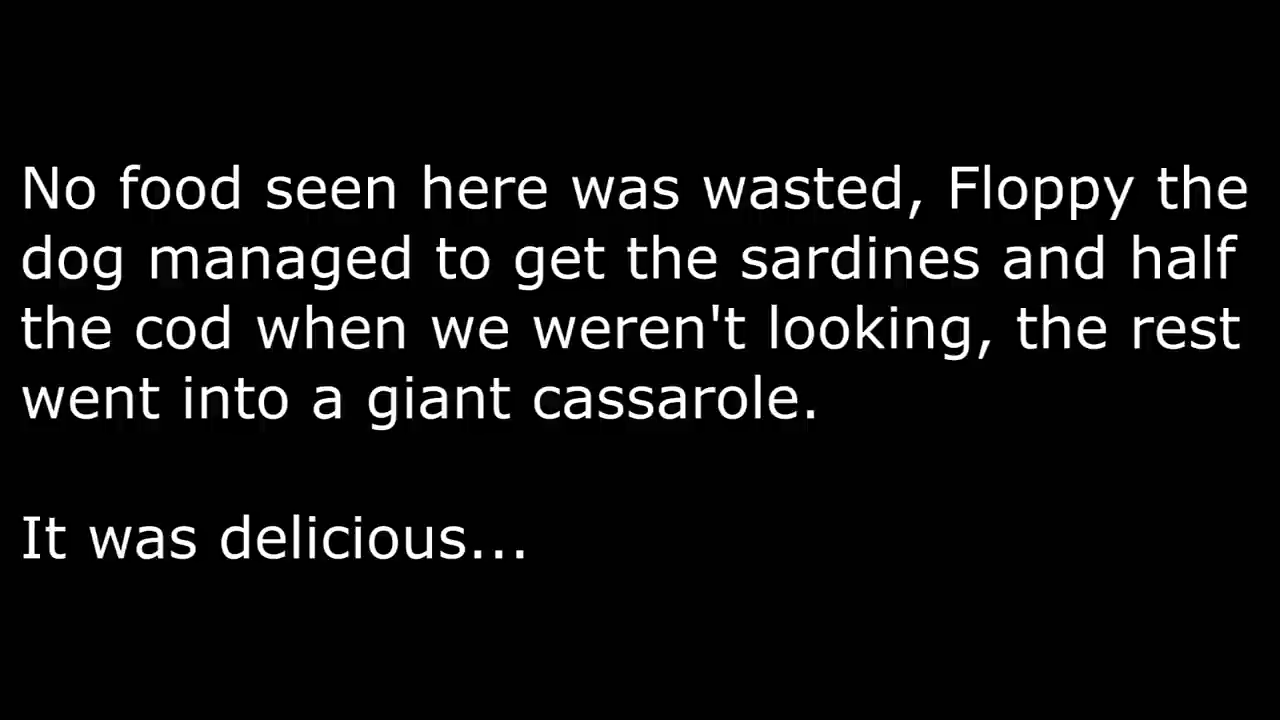 No food seen here was wasted, Floppy the
dog managed to get the sardines and half
the cod when we weren't looking, the rest
went into a giant cassarole.
It was delicious...